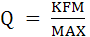 Q = KFM / MAX